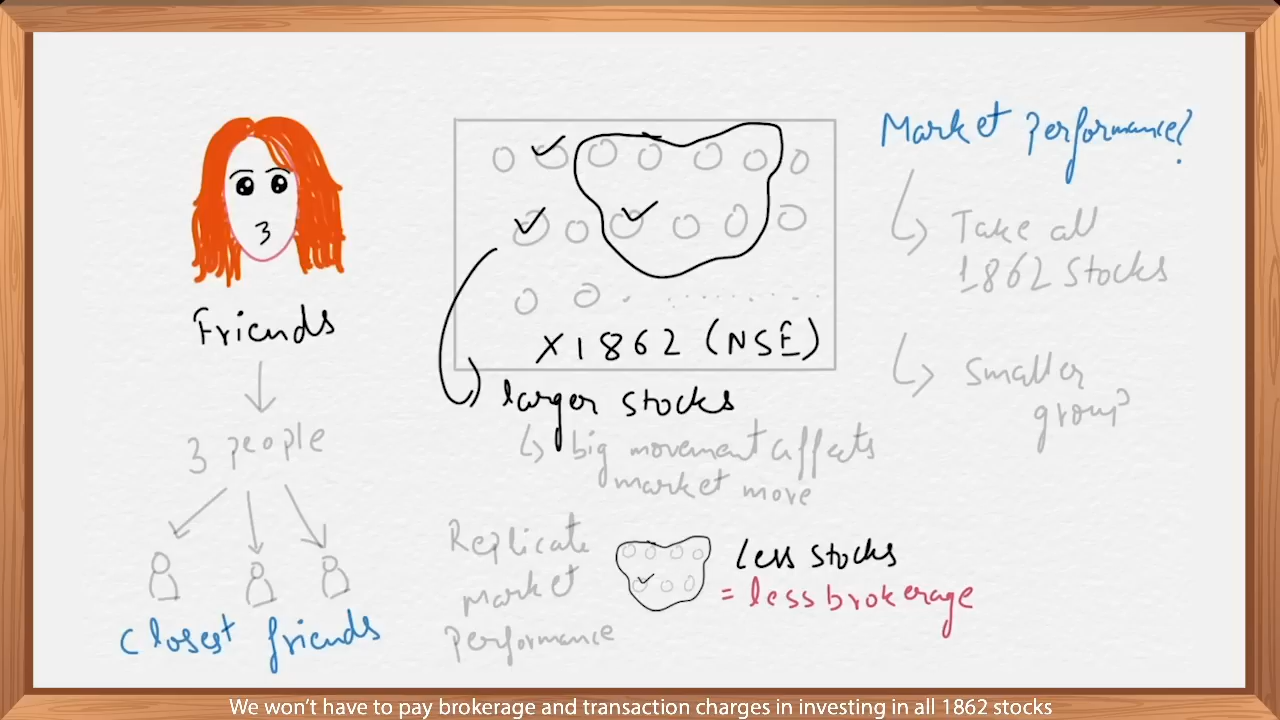 Friends
3 people
closest friends
X1862 (NSE)
larger stocks
big movement affects
market move
Replicate
market
performance
Less stocks
= less brokerage
Market performance?
Take all
1862 stocks
smaller
group?
We won't have to pay brokerage and transaction charges in investing in all 1862 stocks